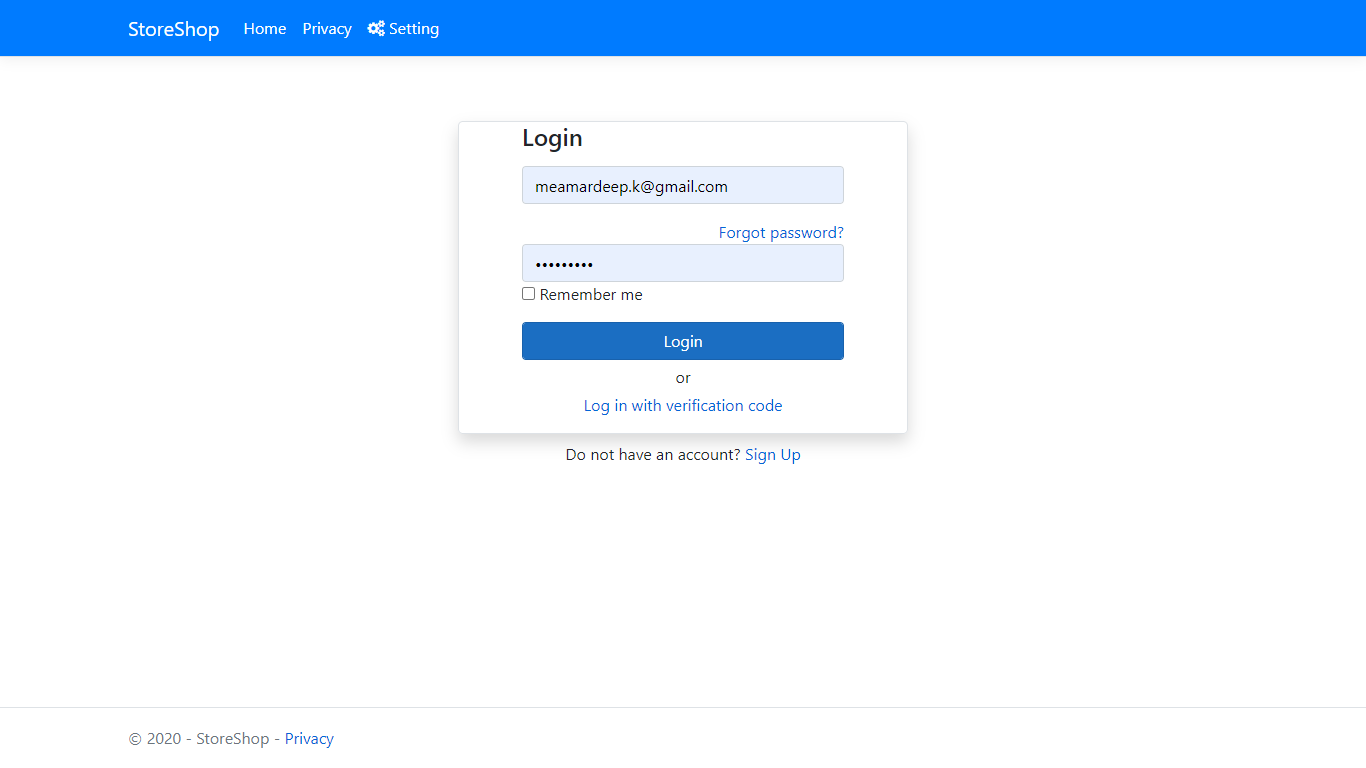 StoreShop Home Privacy Setting
Login
meamardeep.k@gmail.com
Forgot password?
•••••••••
Remember me
Login
or
Log in with verification code
Do not have an account? Sign Up
© 2020 - StoreShop - Privacy